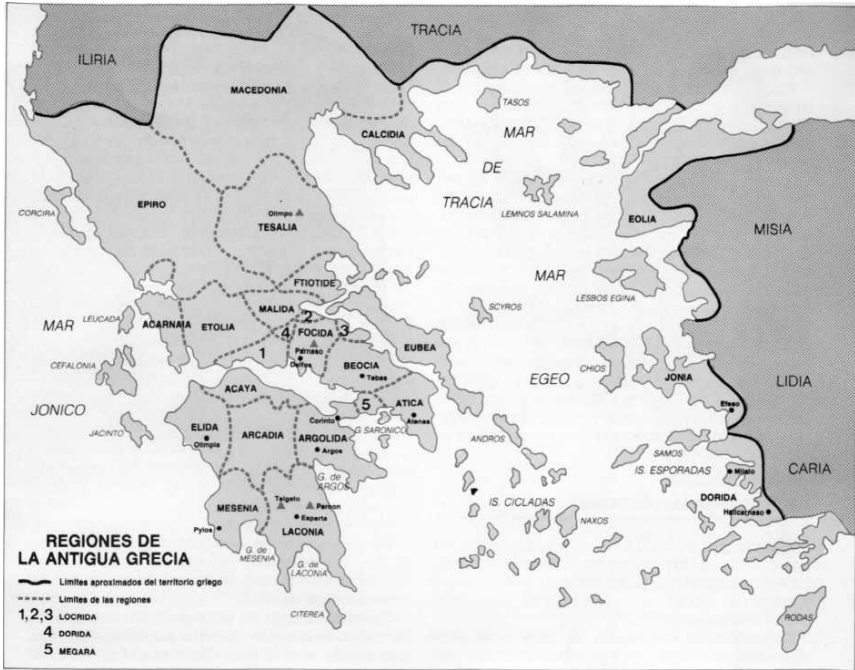 TRACIA
ILIRIA
MACEDONIA
TASOS
CALCIDIA
MAR
DE
TRACIA
EPIRO
CORCIRA
Olimpo
TESALIA
LEMNOS SALAMINA
EOLIA
MISIA
FTIOTIDE
MAR
LESBOS EGINA
MALIDA
SCYROS
MAR
LEUCADA
ACARNAIA
ETOLIA
2
4
FOCIDA
3
EUBEA
Parnaso
1
Delfos
BEOCIA
Tebas
CEFALONIA
EGEO
CHIOS
JONIA
LIDIA
ACAYA
5
ATICA
Atenas
Efeso
JONICO
ELIDA
Corinto
G. SARONICO
JACINTO
Olimpia
ARCADIA
ARGOLIDA
Argos
ANDROS
SAMOS
IS. ESPORADAS
Mileto
CARIA
G. de
ARGOS
MESENIA
Taigeto
Parnon
IS. CICLADAS
DORIDA
Esparta
Halicarnaso
Pylos
LACONIA
NAXOS
REGIONES DE
LA ANTIGUA GRECIA
G. de
MESENIA
G. de
LACONIA
Límites aproximados del territorio griego
Límites de las regiones
CITEREA
RODAS
1,2,3 LOCRIDA
4 DORIDA
5 MEGARA